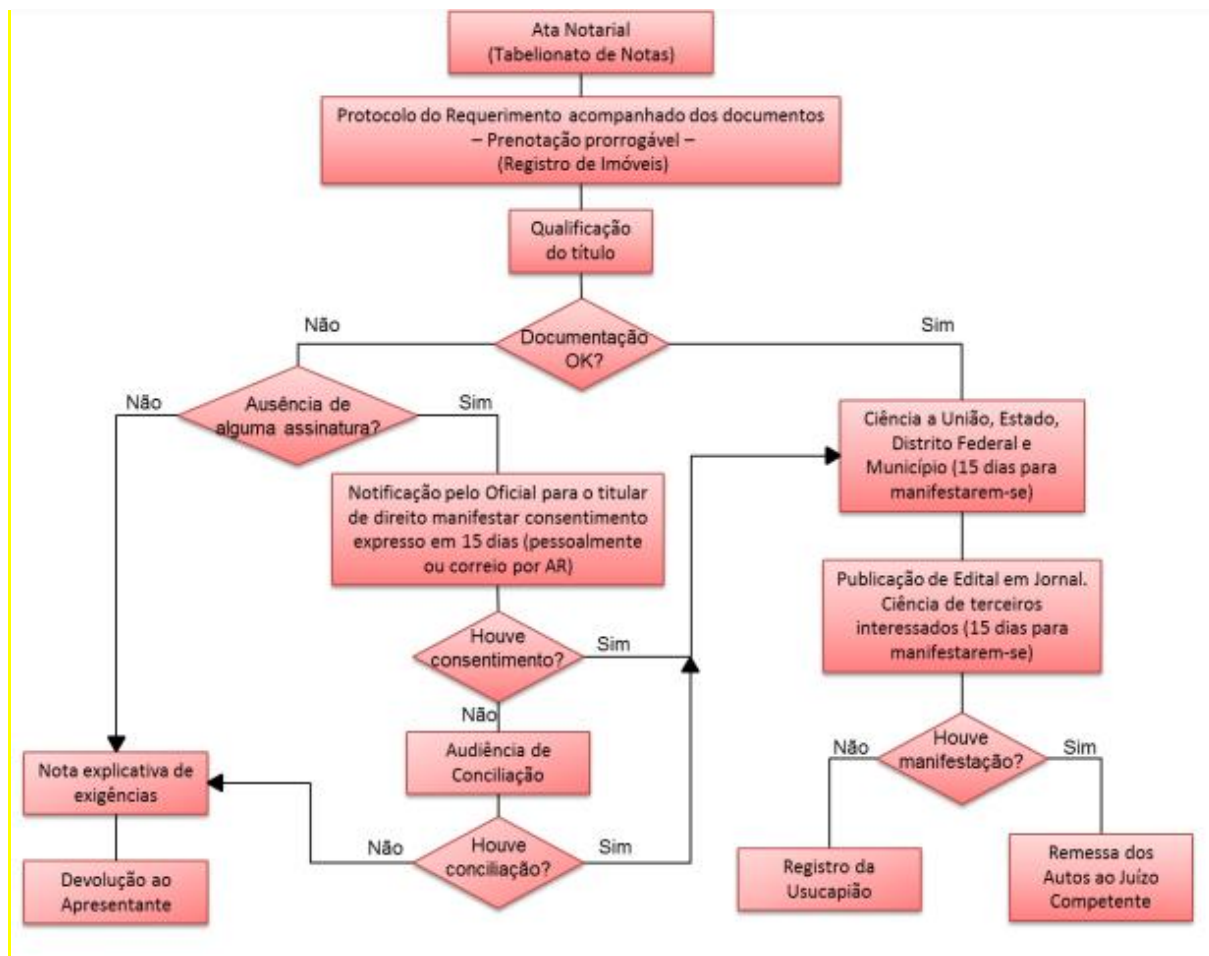 Ata Notarial
(Tabelionato de Notas)
Protocolo do Requerimento acompanhado dos documentos
– Prenotação prorrogável –
(Registro de Imóveis)
Qualificação
do título
Documentação
OK?
Não
Sim
Ausência de
alguma assinatura?
Não
Sim
Notificação pelo Oficial para o titular
de direito manifestar consentimento
expresso em 15 dias (pessoalmente
ou correio por AR)
Houve
consentimento?
Sim
Não
Audiência de
Conciliação
Houve
conciliação?
Não
Sim
Nota explicativa de
exigências
Devolução ao
Apresentante
Ciência a União, Estado,
Distrito Federal e
Município (15 dias para
manifestarem-se)
Publicação de Edital em Jornal.
Ciência de terceiros
interessados (15 dias para
manifestarem-se)
Houve
manifestação?
Não
Sim
Registro da
Usucapião
Remessa dos
Autos ao Juízo
Competente